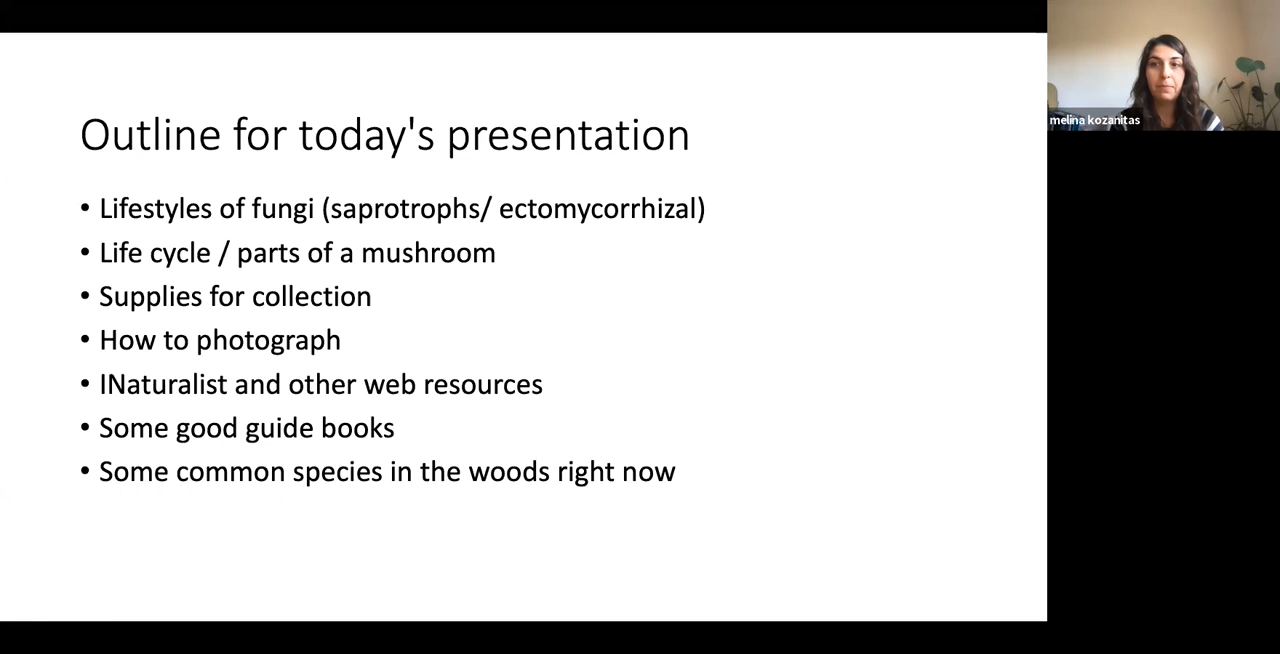 Outline for today's presentation
• Lifestyles of fungi (saprotrophs/ ectomycorrhizal)
• Life cycle / parts of a mushroom
• Supplies for collection
• How to photograph
• INaturalist and other web resources
• Some good guide books
• Some common species in the woods right now
melina kozanitas